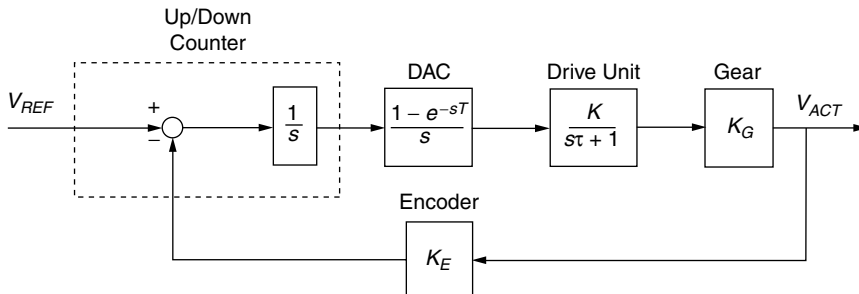 Up/Down
Counter
DAC
Drive Unit
Gear
V_REF
+
−
1/s
1 − e^{−sT}/s
K/sτ + 1
K_G
V_ACT
Encoder
K_E